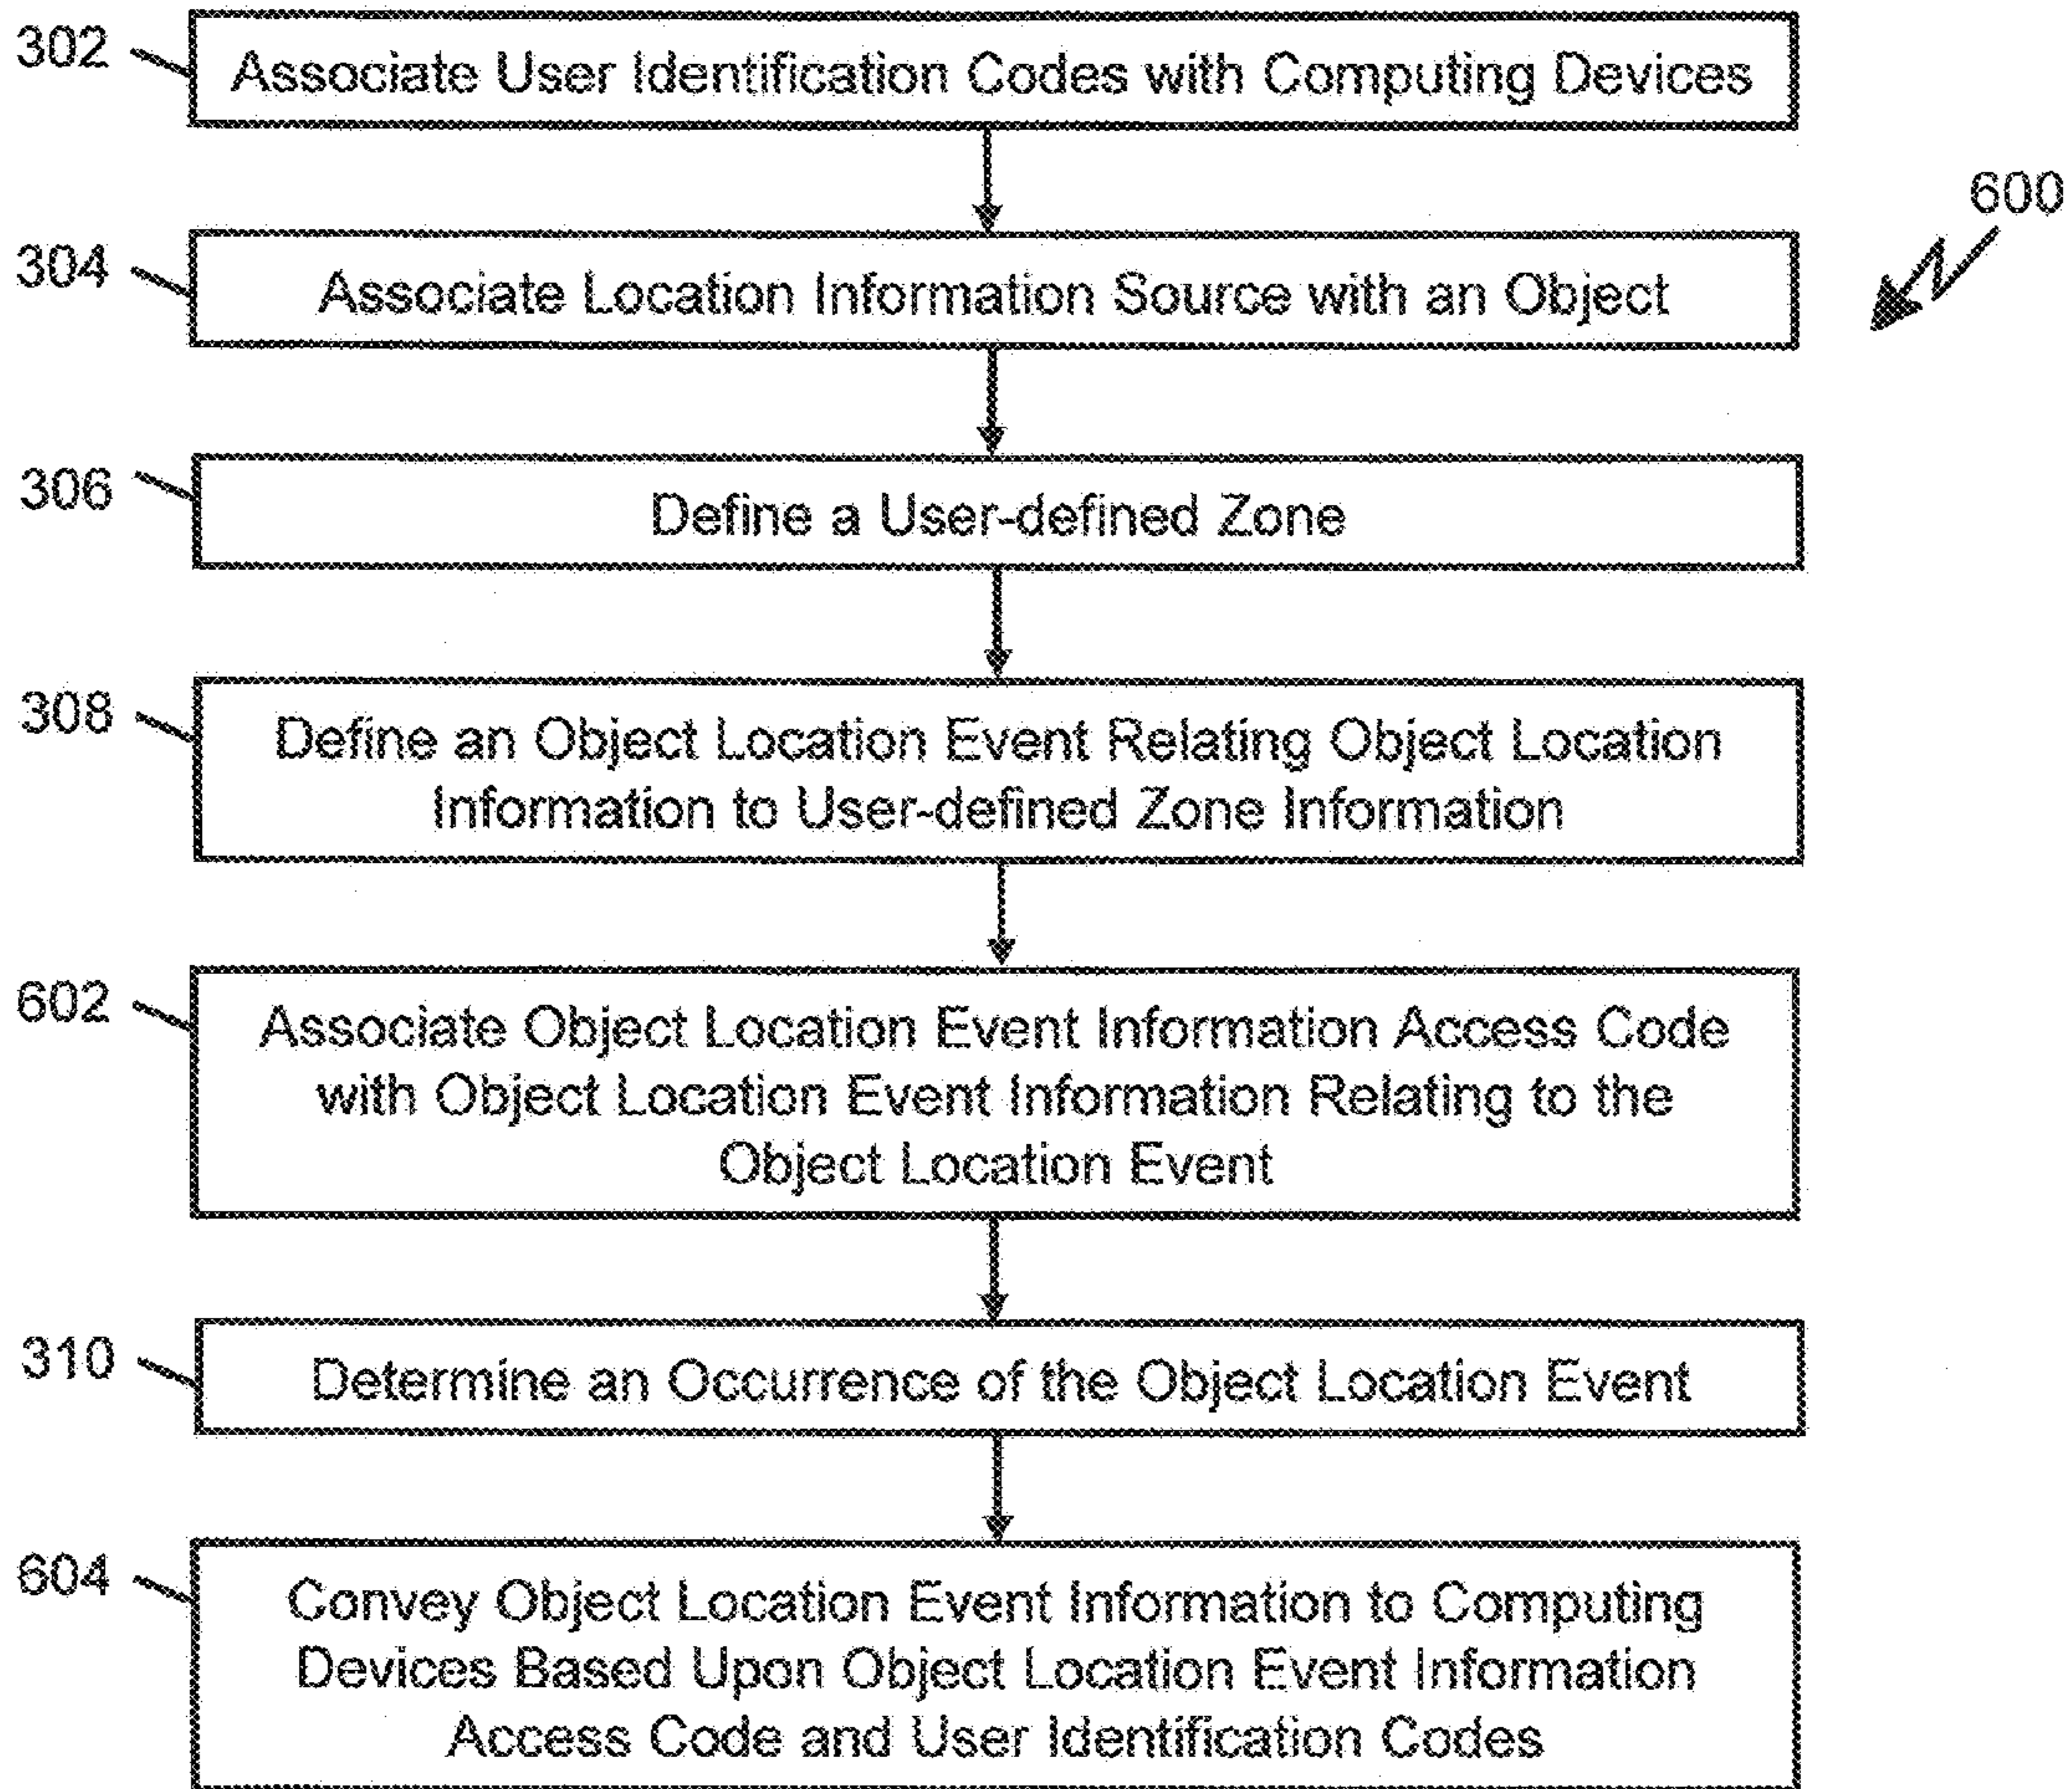 302
Associate User Identification Codes with Computing Devices
600
304
Associate Location Information Source with an Object
306
Define a User-defined Zone
308
Define an Object Location Event Relating Object Location
Information to User-defined Zone Information
602
Associate Object Location Event Information Access Code
with Object Location Event Information Relating to the
Object Location Event
310
Determine an Occurrence of the Object Location Event
604
Convey Object Location Event Information to Computing
Devices Based Upon Object Location Event Information
Access Code and User Identification Codes